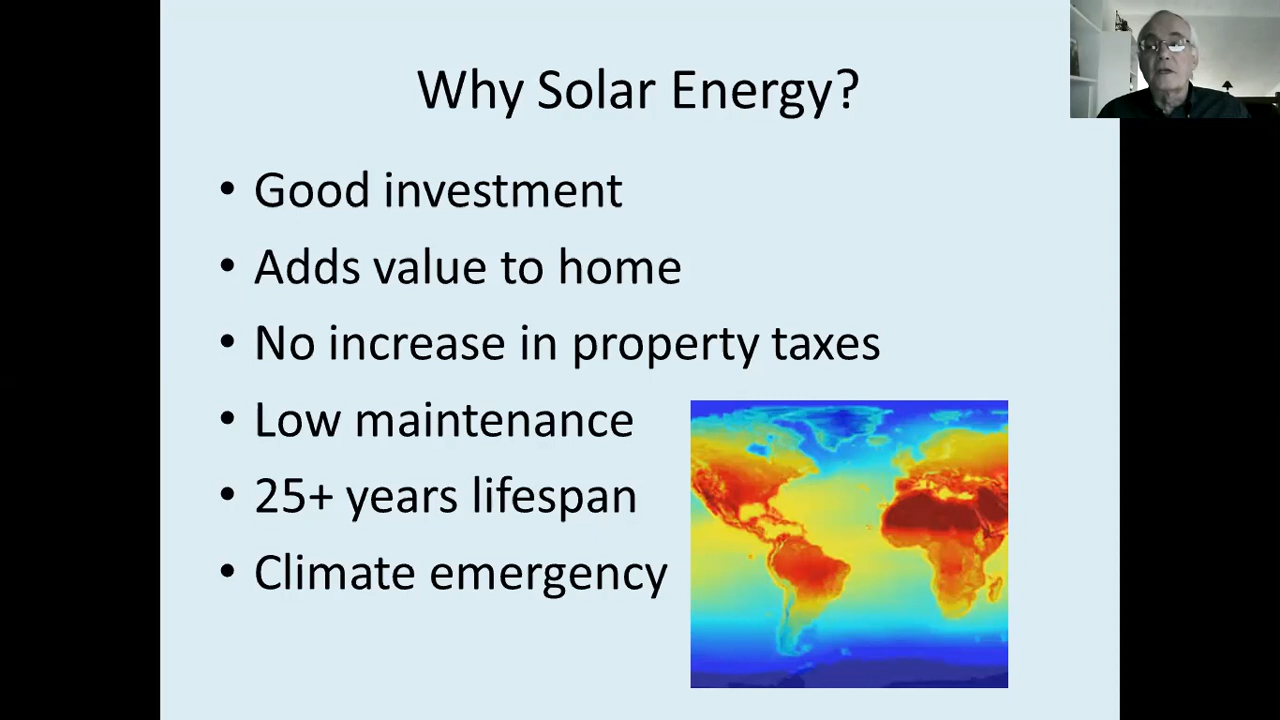 Why Solar Energy?
• Good investment
• Adds value to home
• No increase in property taxes
• Low maintenance
• 25+ years lifespan
• Climate emergency